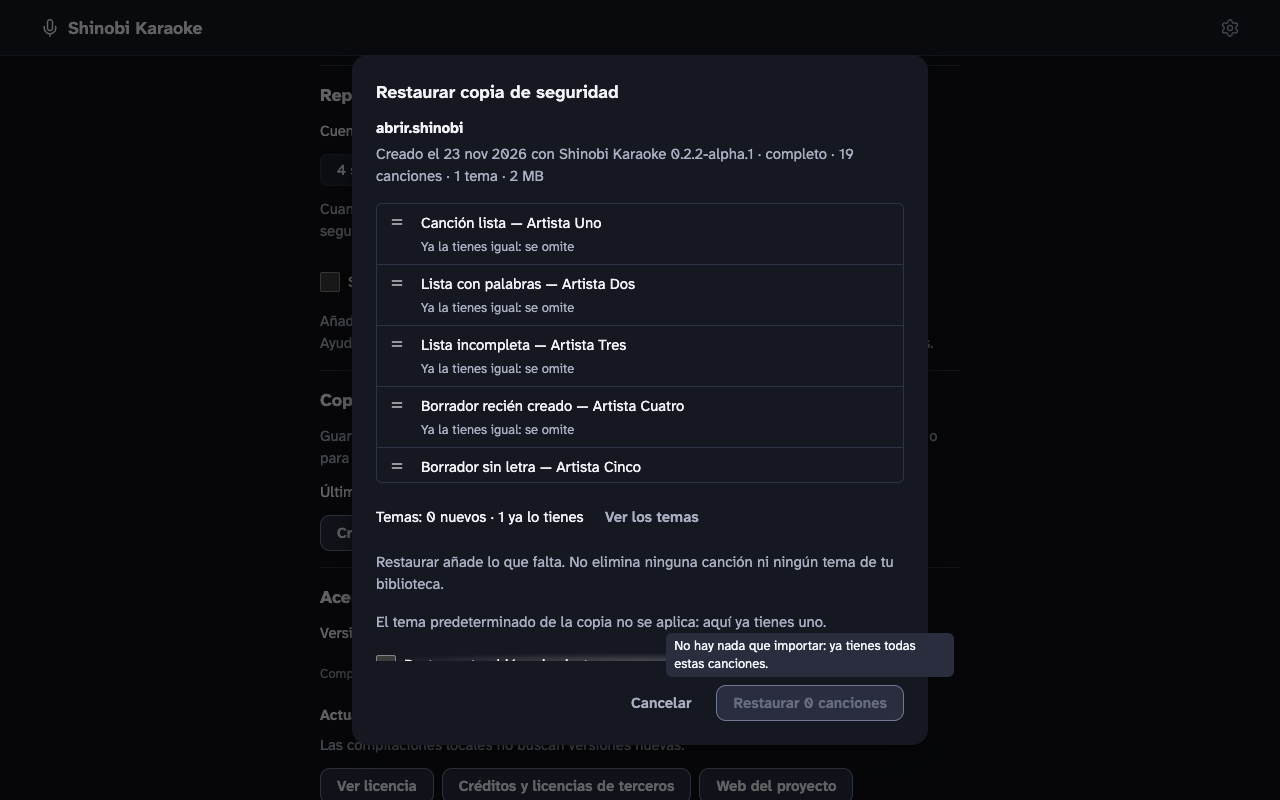 Shinobi Karaoke
Restaurar copia de seguridad
abrir.shinobi
Creado el 23 nov 2026 con Shinobi Karaoke 0.2.2-alpha.1 · completo · 19
canciones · 1 tema · 2 MB
Canción lista — Artista Uno
Ya la tienes igual: se omite
Lista con palabras — Artista Dos
Ya la tienes igual: se omite
Lista incompleta — Artista Tres
Ya la tienes igual: se omite
Borrador recién creado — Artista Cuatro
Ya la tienes igual: se omite
Borrador sin letra — Artista Cinco
Temas: 0 nuevos · 1 ya lo tienes
Ver los temas
Restaurar añade lo que falta. No elimina ninguna canción ni ningún tema de tu
biblioteca.
El tema predeterminado de la copia no se aplica: aquí ya tienes uno.
No hay nada que importar: ya tienes todas
estas canciones.
Cancelar
Restaurar 0 canciones
Rep
Cuen
4 s
Cuan
segu
S
Añad
Ayud
s.
Cop
Guar
o
para
Últim
Cr
Ace
Versi
Comp
Actu
Las compilaciones locales no buscan versiones nuevas.
Ver licencia
Créditos y licencias de terceros
Web del proyecto